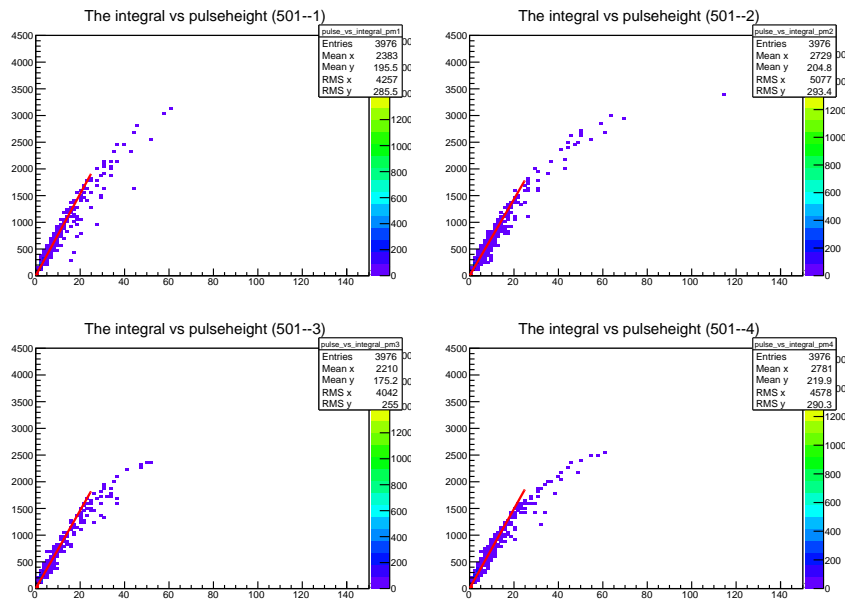 The integral vs pulseheight (501--1)
pulse_vs_integral_pm1
Entries 3976
Mean x 2383
Mean y 195.5
RMS x 4257
RMS y 285.5
4500
4000
3500
3000
2500
2000
1500
1000
500
0
0 20 40 60 80 100 120 140
1200
1000
800
600
400
200
0
The integral vs pulseheight (501--2)
pulse_vs_integral_pm2
Entries 3976
Mean x 2729
Mean y 204.8
RMS x 5077
RMS y 293.4
4500
4000
3500
3000
2500
2000
1500
1000
500
0
0 20 40 60 80 100 120 140
1200
1000
800
600
400
200
0
The integral vs pulseheight (501--3)
pulse_vs_integral_pm3
Entries 3976
Mean x 2210
Mean y 175.2
RMS x 4042
RMS y 255
4500
4000
3500
3000
2500
2000
1500
1000
500
0
0 20 40 60 80 100 120 140
1200
1000
800
600
400
200
0
The integral vs pulseheight (501--4)
pulse_vs_integral_pm4
Entries 3976
Mean x 2781
Mean y 219.9
RMS x 4578
RMS y 290.3
4500
4000
3500
3000
2500
2000
1500
1000
500
0
0 20 40 60 80 100 120 140
1200
1000
800
600
400
200
0